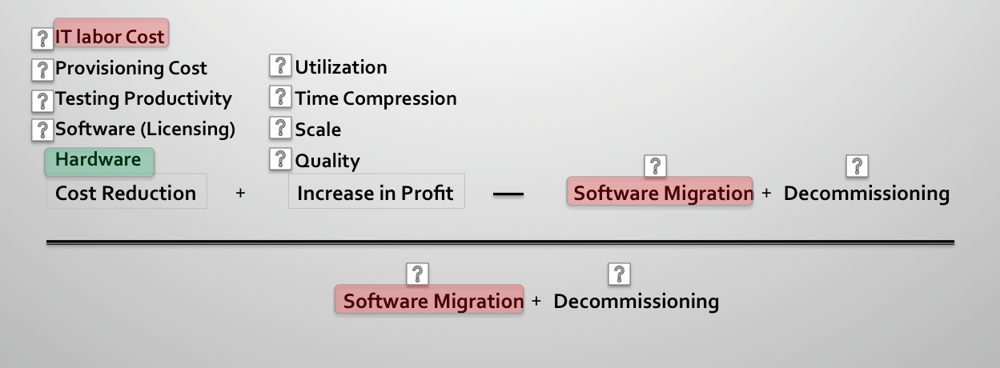 ? IT labor Cost
? Provisioning Cost
? Testing Productivity
? Software (Licensing)
Hardware
? Utilization
? Time Compression
? Scale
? Quality
? ?
Cost Reduction + Increase in Profit — Software Migration + Decommissioning
? ?
Software Migration + Decommissioning